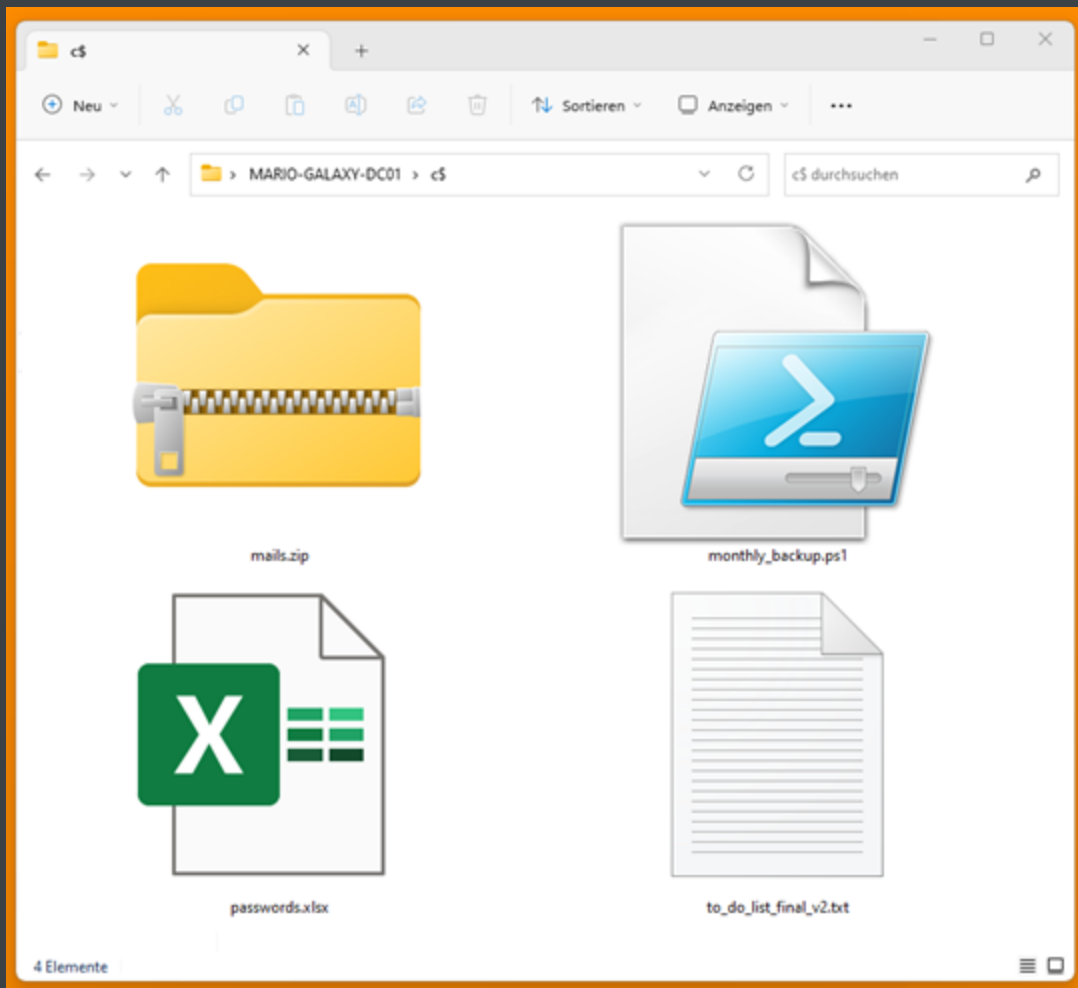 c$
Neu
Sortieren
Anzeigen
MARIO-GALAXY-DC01 > c$
c$ durchsuchen
mails.zip
monthly_backup.ps1
passwords.xlsx
to_do_list_final_v2.txt
4 Elemente